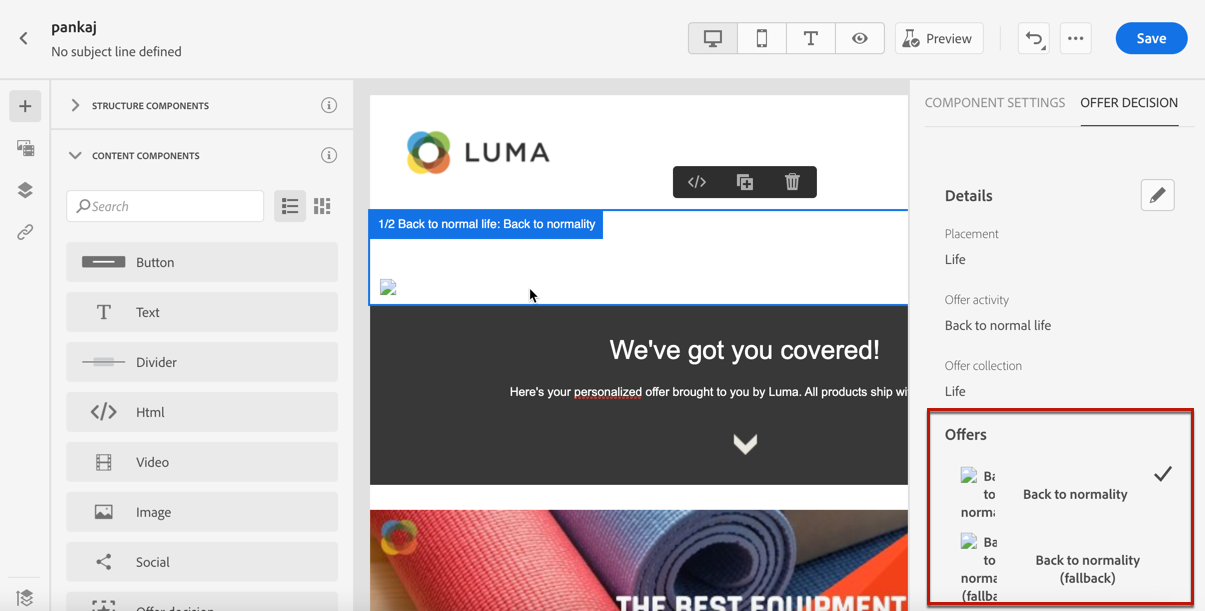 pankaj
No subject line defined
Preview
Save
STRUCTURE COMPONENTS
CONTENT COMPONENTS
Search
Button
Text
Divider
Html
Video
Image
Social
Offer decision
LUMA
1/2 Back to normal life: Back to normality
We've got you covered!
Here's your personalized offer brought to you by Luma. All products ship wi
THE BEST EQUIPMENT
COMPONENT SETTINGS
OFFER DECISION
Details
Placement
Life
Offer activity
Back to normal life
Offer collection
Life
Offers
Ba
to
norma
Back to normality
Ba
to
norma
(fallba
Back to normality
(fallback)